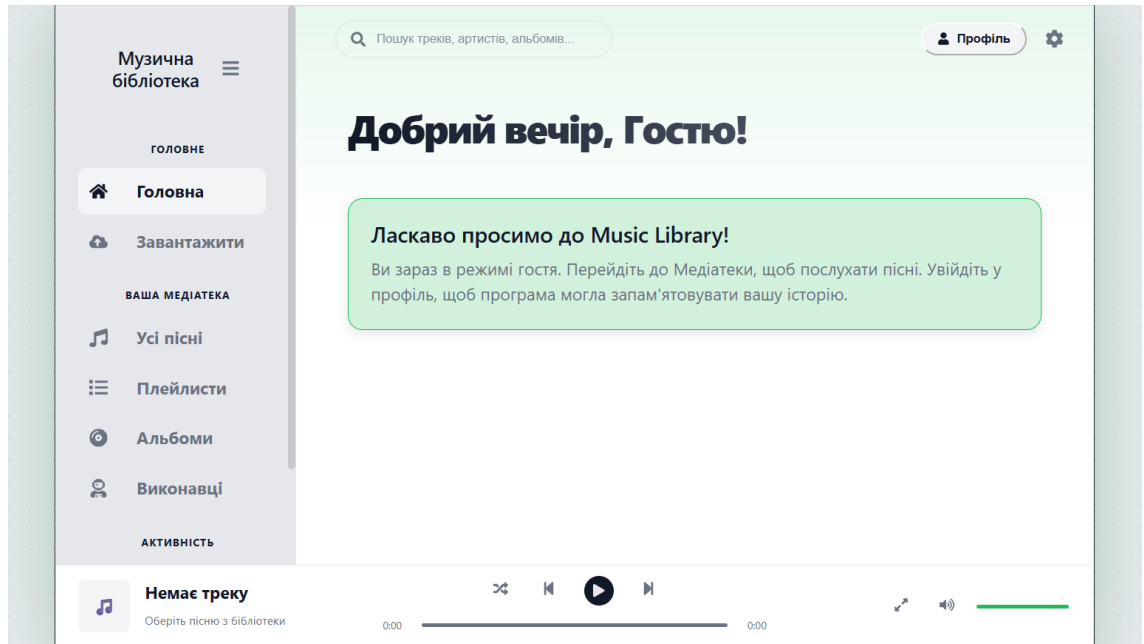 Музична
бібліотека
ГОЛОВНЕ
Головна
Завантажити
ВАША МЕДІАТЕКА
Усі пісні
Плейлисти
Альбоми
Виконавці
АКТИВНІСТЬ
Пошук треків, артистів, альбомів...
Профіль
Добрий вечір, Гостю!
Ласкаво просимо до Music Library!
Ви зараз в режимі гостя. Перейдіть до Медіатеки, щоб послухати пісні. Увійдіть у
профіль, щоб програма могла запам'ятовувати вашу історію.
Немає треку
Оберіть пісню з бібліотеки
0:00
0:00